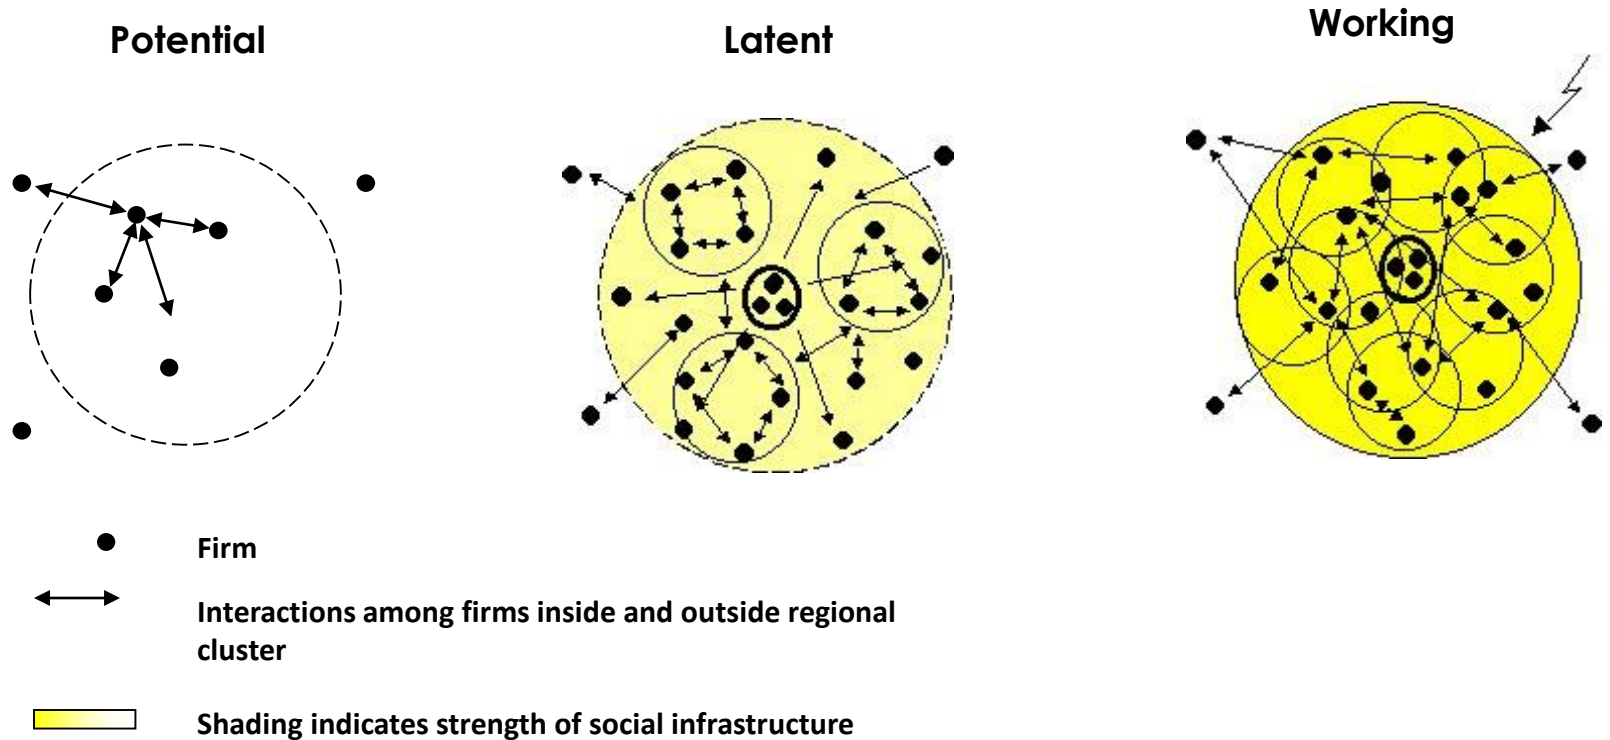 Potential
Latent
Working
Firm
Interactions among firms inside and outside regional
cluster
Shading indicates strength of social infrastructure